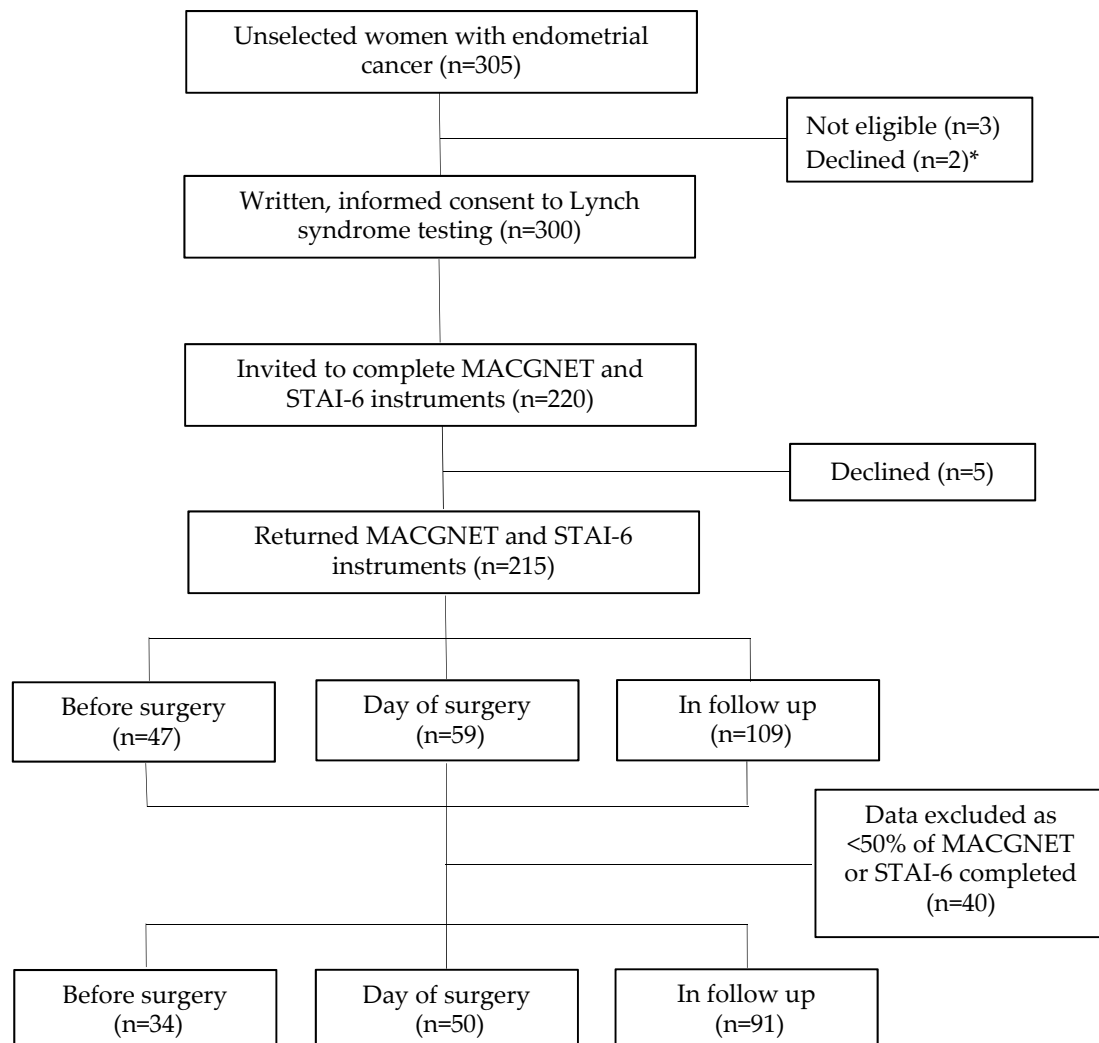 Unselected women with endometrial
cancer (n=305)
Not eligible (n=3)
Declined (n=2)*
Written, informed consent to Lynch
syndrome testing (n=300)
Invited to complete MACGNET and
STAI-6 instruments (n=220)
Declined (n=5)
Returned MACGNET and STAI-6
instruments (n=215)
Before surgery
(n=47)
Day of surgery
(n=59)
In follow up
(n=109)
Data excluded as
<50% of MACGNET
or STAI-6 completed
(n=40)
Before surgery
(n=34)
Day of surgery
(n=50)
In follow up
(n=91)